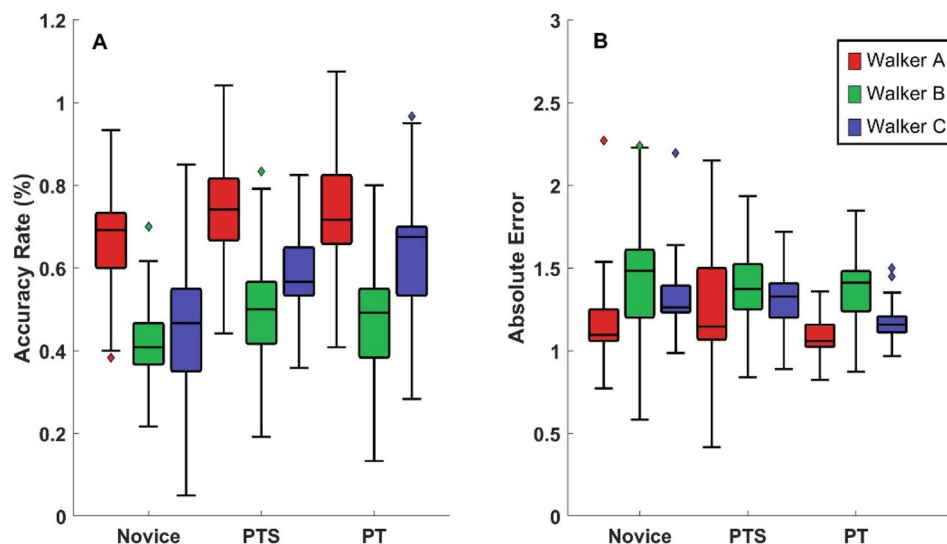 A
Accuracy Rate (%)
1.2
1
0.8
0.6
0.4
0.2
0
Novice
PTS
PT
B
Absolute Error
3
2.5
2
1.5
1
0.5
0
Novice
PTS
PT
Walker A
Walker B
Walker C